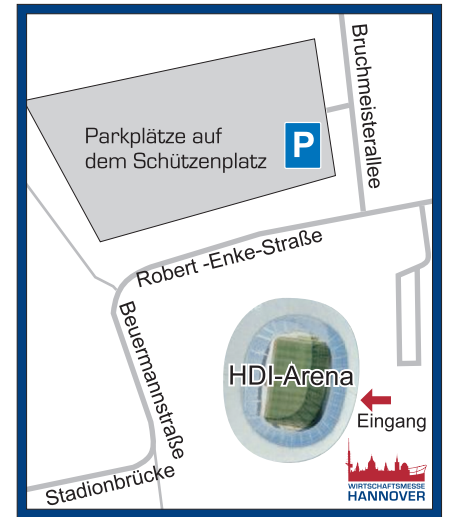 Bruchmeisterallee
Parkplätze auf
dem Schützenplatz
P
Robert -Enke-Straße
Beuermannstraße
HDI-Arena
Eingang
Stadionbrücke
WIRTSCHAFTSMESSE
HANNOVER